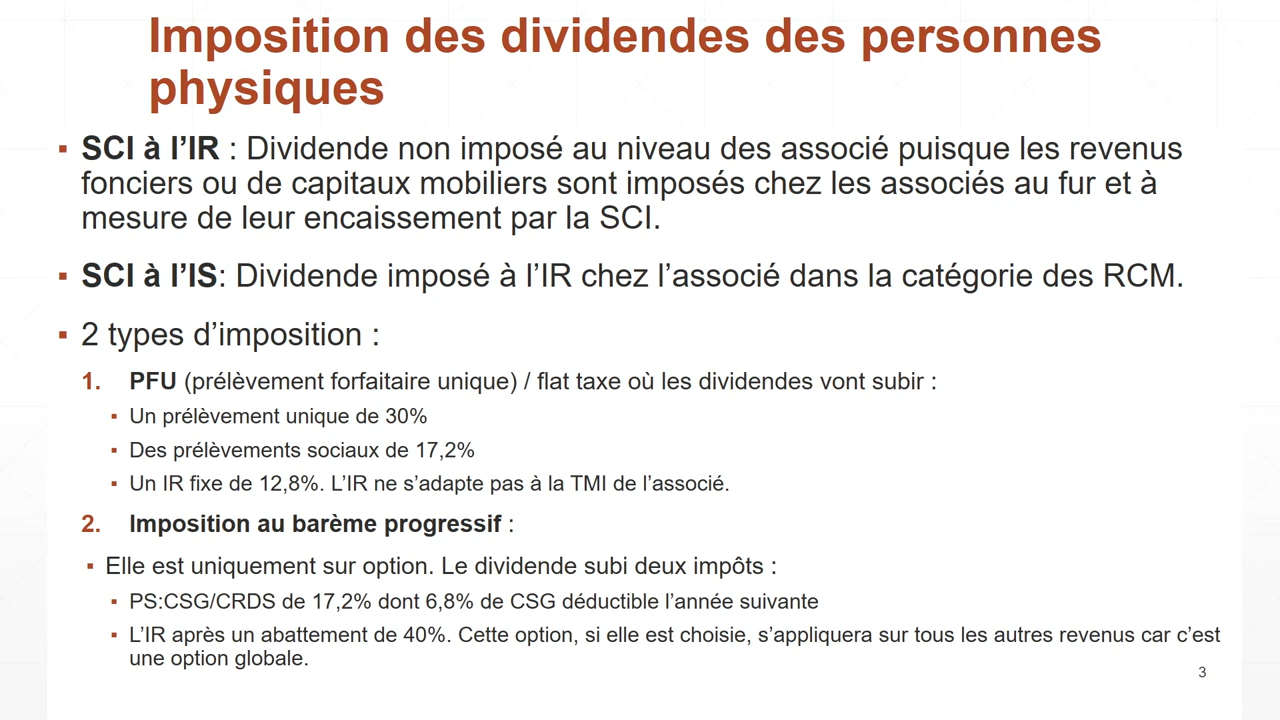 Imposition des dividendes des personnes
physiques
▪ SCI à l’IR : Dividende non imposé au niveau des associé puisque les revenus
fonciers ou de capitaux mobiliers sont imposés chez les associés au fur et à
mesure de leur encaissement par la SCI.
▪ SCI à l’IS: Dividende imposé à l’IR chez l’associé dans la catégorie des RCM.
▪ 2 types d’imposition :
1. PFU (prélèvement forfaitaire unique) / flat taxe où les dividendes vont subir :
▪ Un prélèvement unique de 30%
▪ Des prélèvements sociaux de 17,2%
▪ Un IR fixe de 12,8%. L’IR ne s’adapte pas à la TMI de l’associé.
2. Imposition au barème progressif :
▪ Elle est uniquement sur option. Le dividende subi deux impôts :
▪ PS:CSG/CRDS de 17,2% dont 6,8% de CSG déductible l’année suivante
▪ L’IR après un abattement de 40%. Cette option, si elle est choisie, s’appliquera sur tous les autres revenus car c’est
une option globale.
3